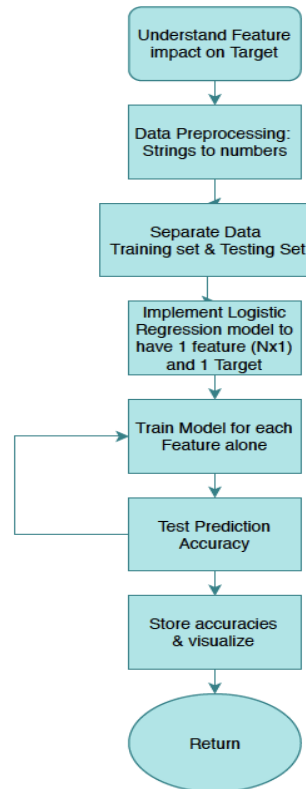 Understand Feature
impact on Target
Data Preprocessing:
Strings to numbers
Separate Data
Training set & Testing Set
Implement Logistic
Regression model to
have 1 feature (Nx1)
and 1 Target
Train Model for each
Feature alone
Test Prediction
Accuracy
Store accuracies
& visualize
Return